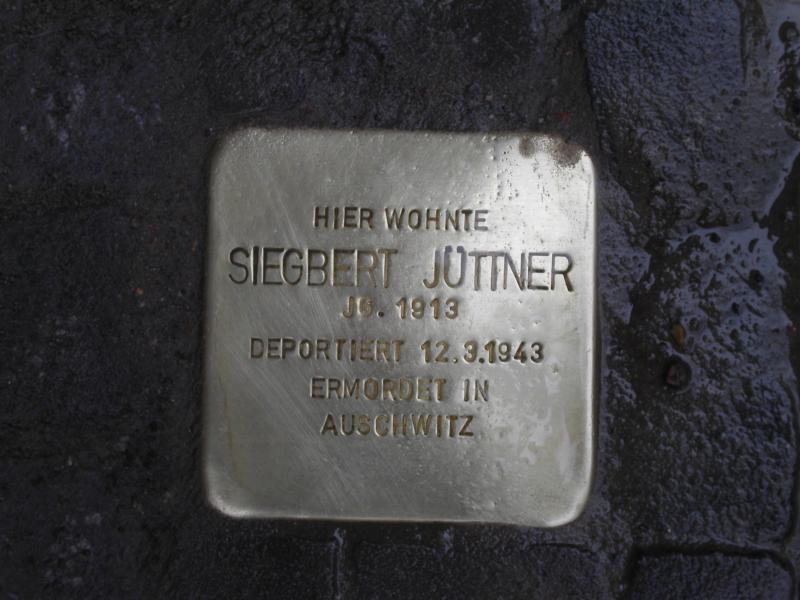 HIER WOHNTE
SIEGBERT JÜTTNER
JG. 1913
DEPORTIERT 12.3.1943
ERMORDET IN
AUSCHWITZ